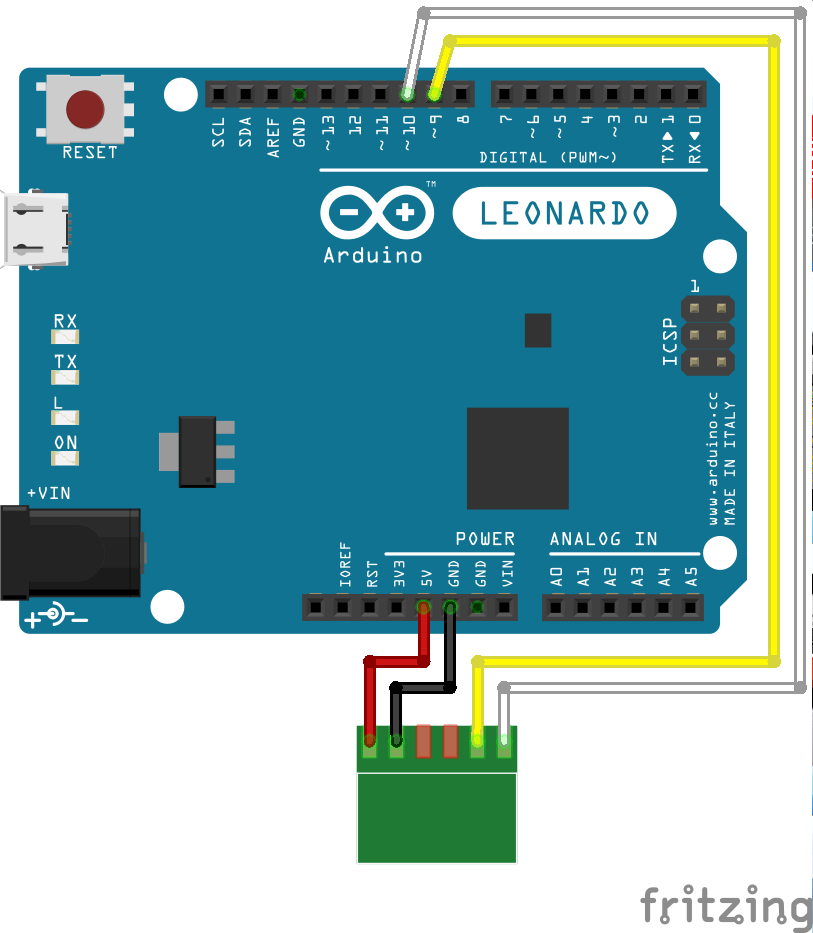 SCL
SDA
AREF
GND
~13
12
~11
~10
~9
8
7
~6
~5
4
~3
2
TX▶1
RX◀0
RESET
DIGITAL (PWM~)
TM
LEONARDO
Arduino
1
ICSP
RX
TX
L
ON
www.arduino.cc
MADE IN ITALY
+VIN
POWER
ANALOG IN
IOREF
RST
3V3
5V
GND
GND
VIN
A0
A1
A2
A3
A4
A5
+ -
fritzing